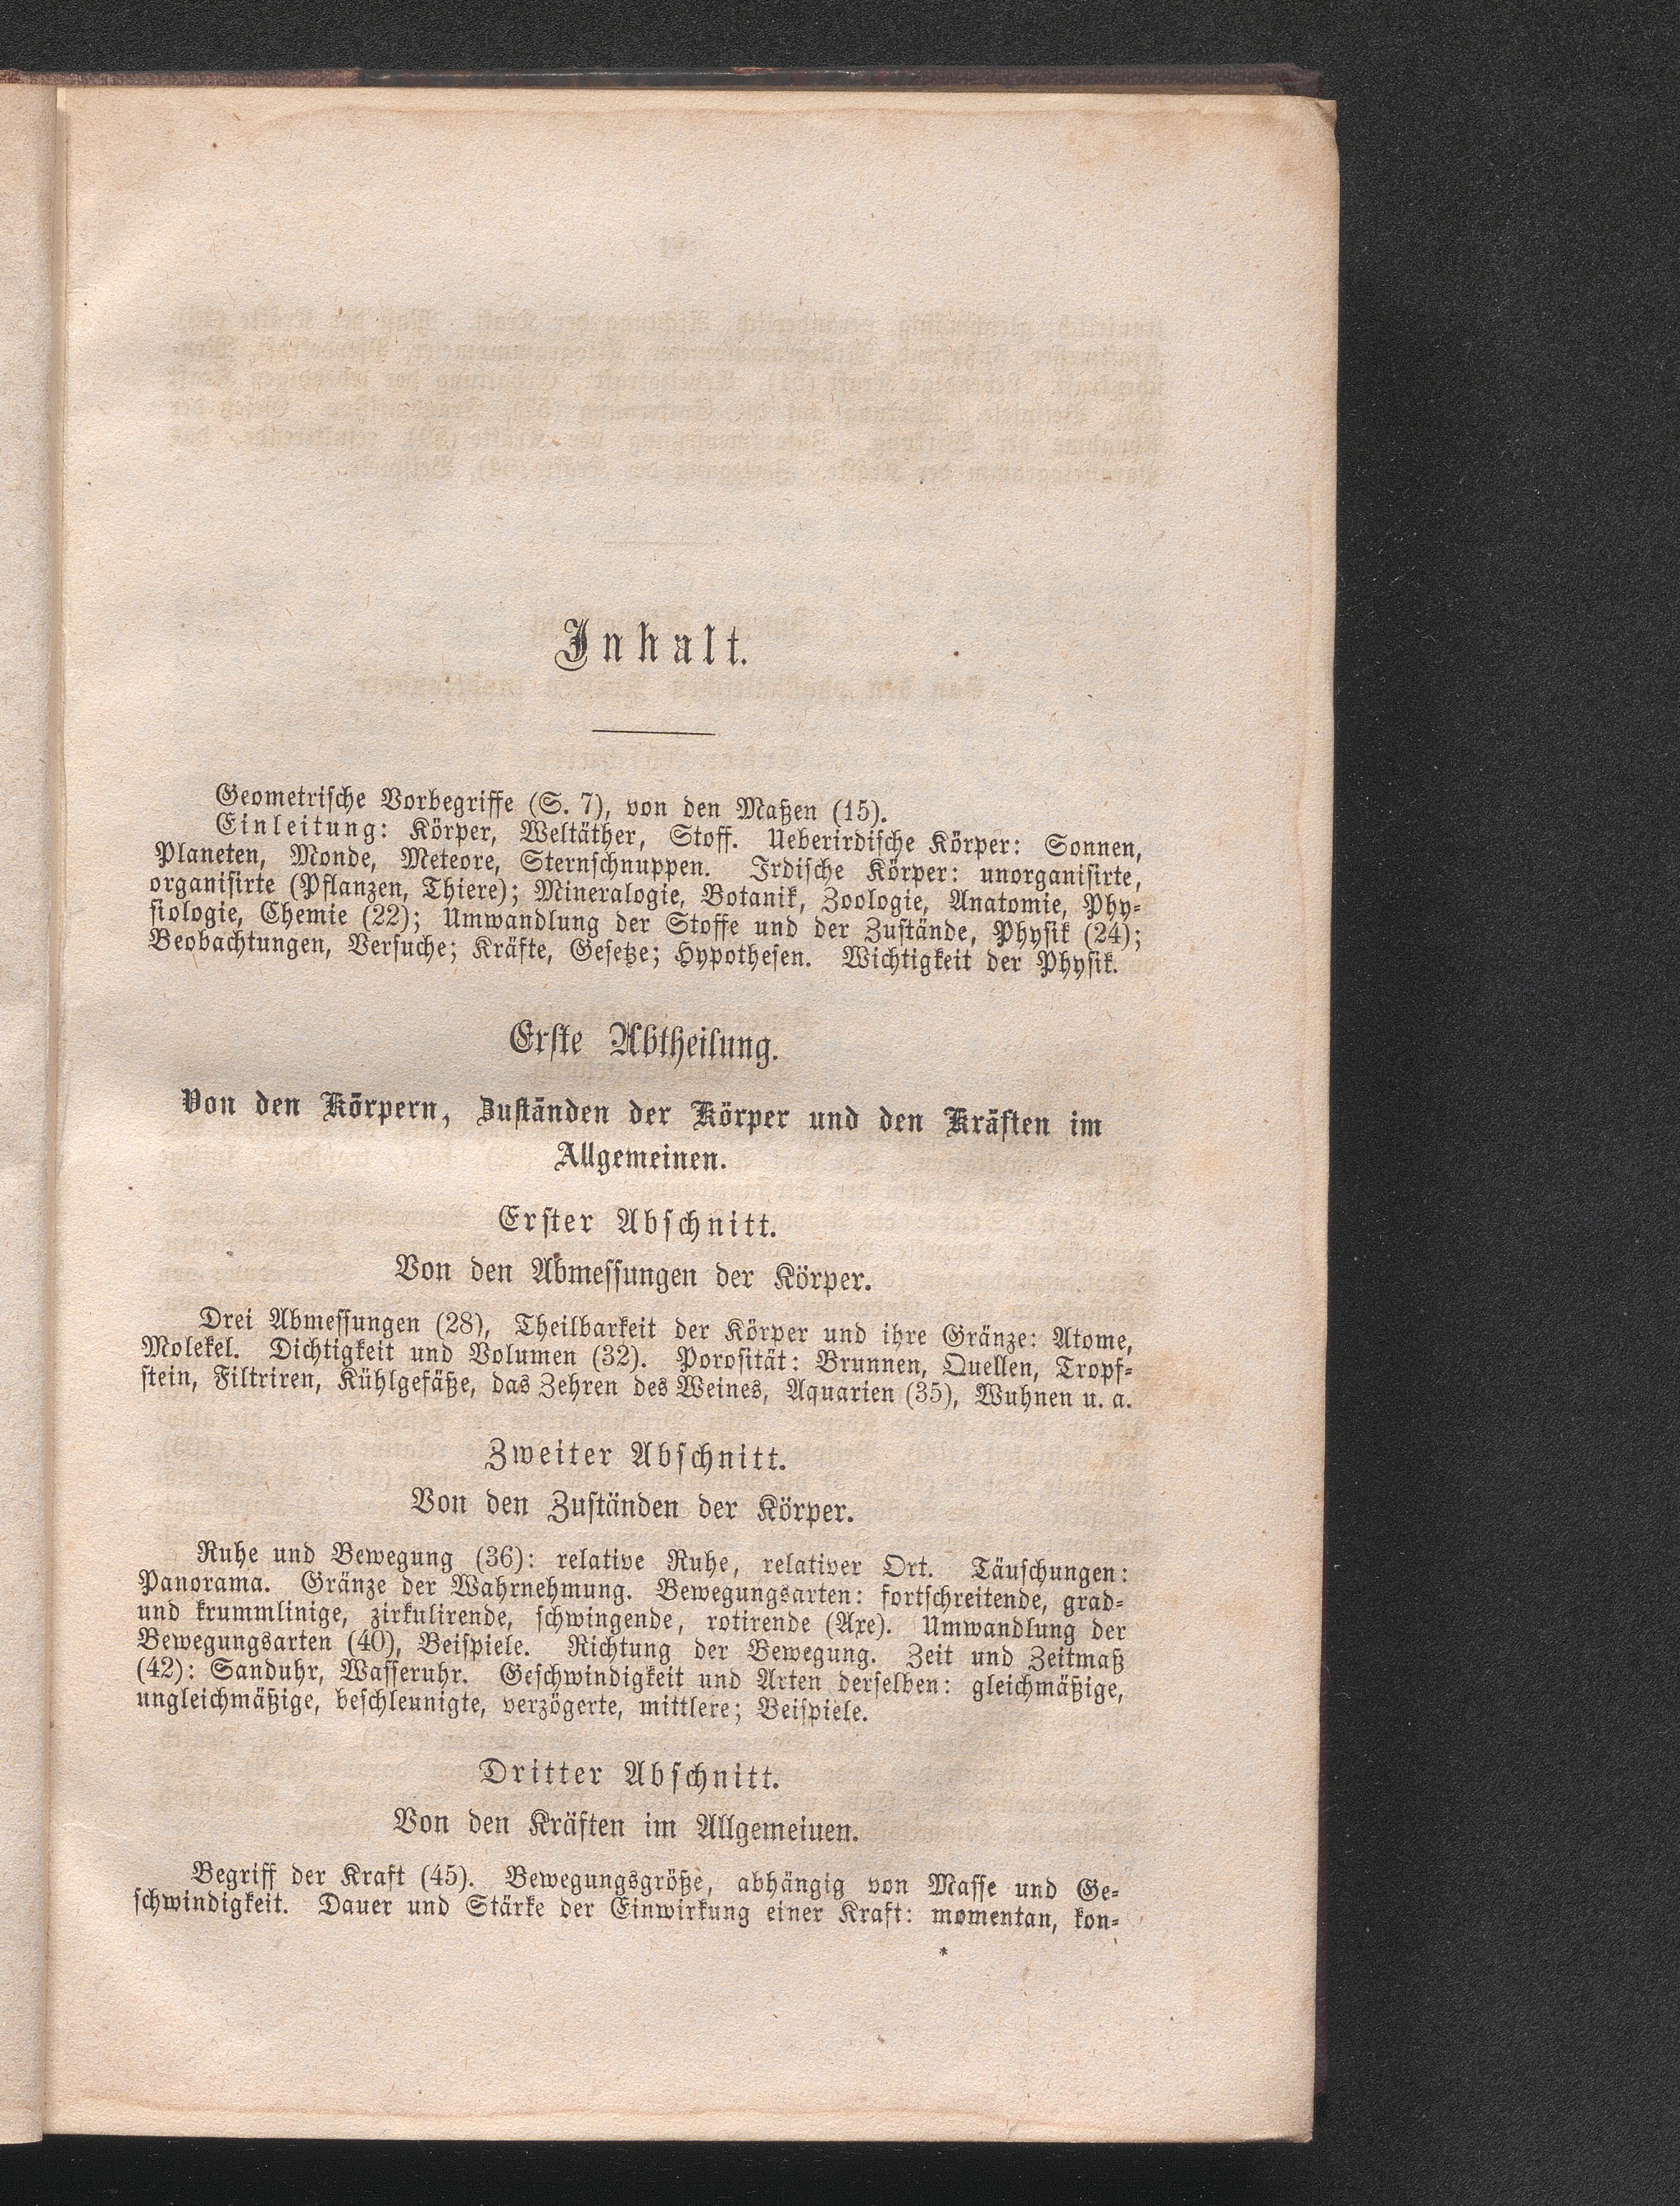 Inhalt.
Geometrische Vorbegriffe (S. 7), von den Maßen (15).
Einleitung: Körper, Weltäther, Stoff. Ueberirdische Körper: Sonnen,
Planeten, Monde, Meteore, Sternschnuppen. Irdische Körper: unorganisirte,
organisirte (Pflanzen, Thiere); Mineralogie, Botanik, Zoologie, Anatomie, Phy-
siologie, Chemie (22); Umwandlung der Stoffe und der Zustände, Physik (24);
Beobachtungen, Versuche; Kräfte, Gesetze; Hypothesen. Wichtigkeit der Physik.
Erste Abtheilung.
Von den Körpern, Zuständen der Körper und den Kräften im
Allgemeinen.
Erster Abschnitt.
Von den Abmessungen der Körper.
Drei Abmessungen (28), Theilbarkeit der Körper und ihre Gränze: Atome,
Molekel. Dichtigkeit und Volumen (32). Porosität: Brunnen, Quellen, Tropf-
stein, Filtriren, Kühlgefäße, das Zehren des Weines, Aquarien (35), Wuhnen u. a.
Zweiter Abschnitt.
Von den Zuständen der Körper.
Ruhe und Bewegung (36): relative Ruhe, relativer Ort. Täuschungen:
Panorama. Gränze der Wahrnehmung. Bewegungsarten: fortschreitende, grad-
und krummlinige, zirkulirende, schwingende, rotirende (Axe). Umwandlung der
Bewegungsarten (40), Beispiele. Richtung der Bewegung. Zeit und Zeitmaß
(42): Sanduhr, Wasseruhr. Geschwindigkeit und Arten derselben: gleichmäßige,
ungleichmäßige, beschleunigte, verzögerte, mittlere; Beispiele.
Dritter Abschnitt.
Von den Kräften im Allgemeiuen.
Begriff der Kraft (45). Bewegungsgröße, abhängig von Masse und Ge-
schwindigkeit. Dauer und Stärke der Einwirkung einer Kraft: momentan, kon-
*